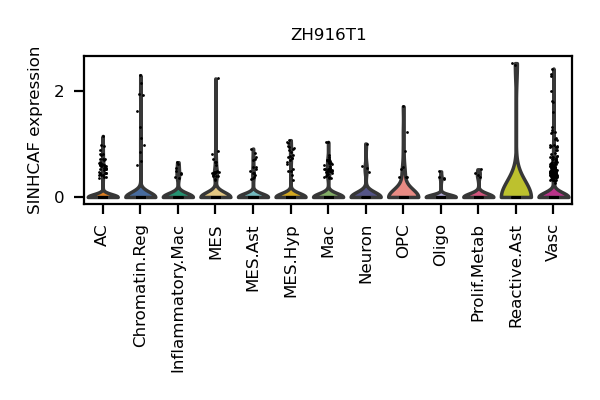 ZH916T1
SINHCAF expression
2
0
AC
Chromatin.Reg
Inflammatory.Mac
MES
MES.Ast
MES.Hyp
Mac
Neuron
OPC
Oligo
Prolif.Metab
Reactive.Ast
Vasc